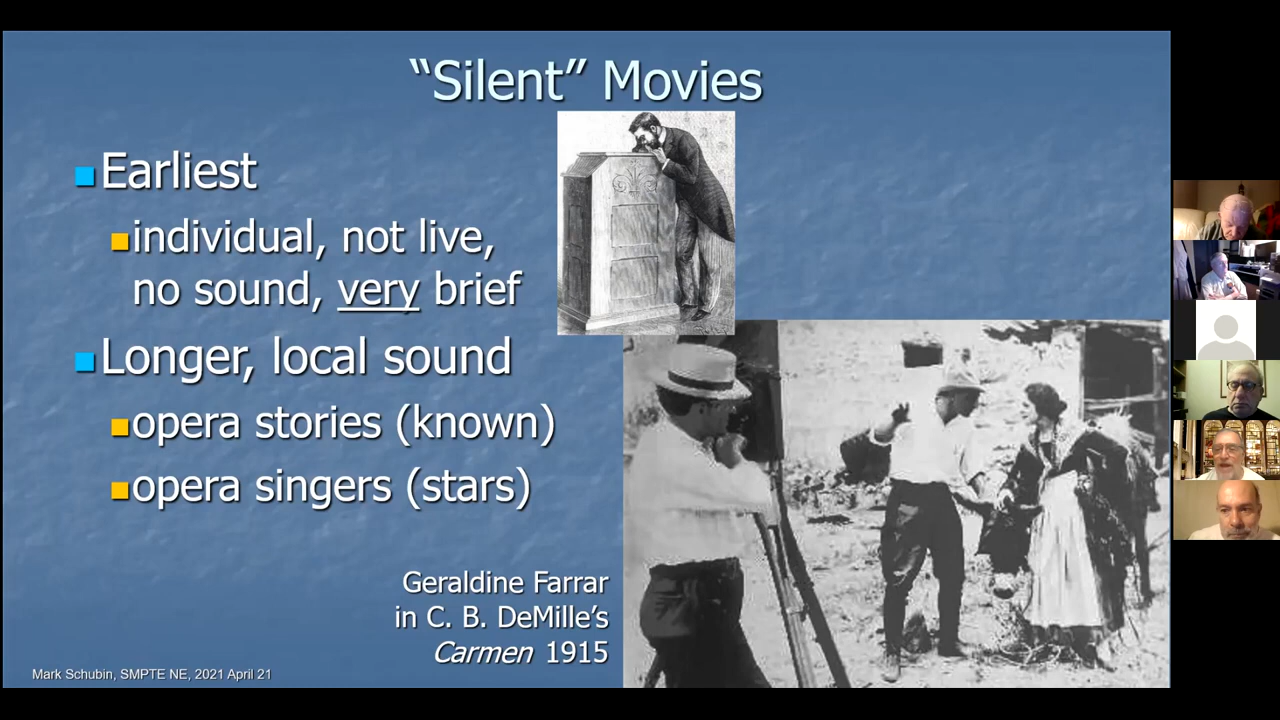 “Silent” Movies
Earliest
individual, not live,
no sound, very brief
Longer, local sound
opera stories (known)
opera singers (stars)
Geraldine Farrar
in C. B. DeMille’s
Carmen 1915
Mark Schubin, SMPTE NE, 2021 April 21